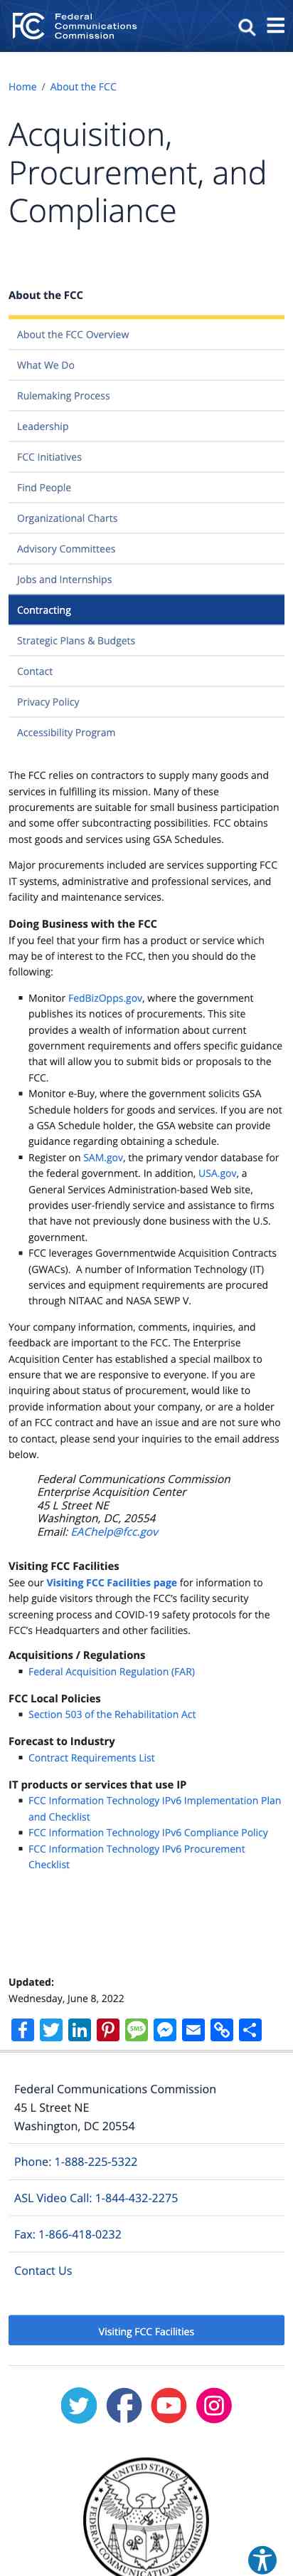 FC Federal
Communications
Commission
Home / About the FCC
Acquisition,
Procurement, and
Compliance
About the FCC
About the FCC Overview
What We Do
Rulemaking Process
Leadership
FCC Initiatives
Find People
Organizational Charts
Advisory Committees
Jobs and Internships
Contracting
Strategic Plans & Budgets
Contact
Privacy Policy
Accessibility Program
The FCC relies on contractors to supply many goods and
services in fulfilling its mission. Many of these
procurements are suitable for small business participation
and some offer subcontracting possibilities. FCC obtains
most goods and services using GSA Schedules.
Major procurements included are services supporting FCC
IT systems, administrative and professional services, and
facility and maintenance services.
Doing Business with the FCC
If you feel that your firm has a product or service which
may be of interest to the FCC, then you should do the
following:
▪ Monitor FedBizOpps.gov, where the government
publishes its notices of procurements. This site
provides a wealth of information about current
government requirements and offers specific guidance
that will allow you to submit bids or proposals to the
FCC.
▪ Monitor e-Buy, where the government solicits GSA
Schedule holders for goods and services. If you are not
a GSA Schedule holder, the GSA website can provide
guidance regarding obtaining a schedule.
▪ Register on SAM.gov, the primary vendor database for
the federal government. In addition, USA.gov, a
General Services Administration-based Web site,
provides user-friendly service and assistance to firms
that have not previously done business with the U.S.
government.
▪ FCC leverages Governmentwide Acquisition Contracts
(GWACs). A number of Information Technology (IT)
services and equipment requirements are procured
through NITAAC and NASA SEWP V.
Your company information, comments, inquiries, and
feedback are important to the FCC. The Enterprise
Acquisition Center has established a special mailbox to
ensure that we are responsive to everyone. If you are
inquiring about status of procurement, would like to
provide information about your company, or are a holder
of an FCC contract and have an issue and are not sure who
to contact, please send your inquiries to the email address
below.
Federal Communications Commission
Enterprise Acquisition Center
45 L Street NE
Washington, DC, 20554
Email: EAChelp@fcc.gov
Visiting FCC Facilities
See our Visiting FCC Facilities page for information to
help guide visitors through the FCC's facility security
screening process and COVID-19 safety protocols for the
FCC's Headquarters and other facilities.
Acquisitions / Regulations
▪ Federal Acquisition Regulation (FAR)
FCC Local Policies
▪ Section 503 of the Rehabilitation Act
Forecast to Industry
▪ Contract Requirements List
IT products or services that use IP
▪ FCC Information Technology IPv6 Implementation Plan
and Checklist
▪ FCC Information Technology IPv6 Compliance Policy
▪ FCC Information Technology IPv6 Procurement
Checklist
Updated:
Wednesday, June 8, 2022
SMS
Federal Communications Commission
45 L Street NE
Washington, DC 20554
Phone: 1-888-225-5322
ASL Video Call: 1-844-432-2275
Fax: 1-866-418-0232
Contact Us
Visiting FCC Facilities
UNITED STATES
FEDERAL COMMUNICATIONS